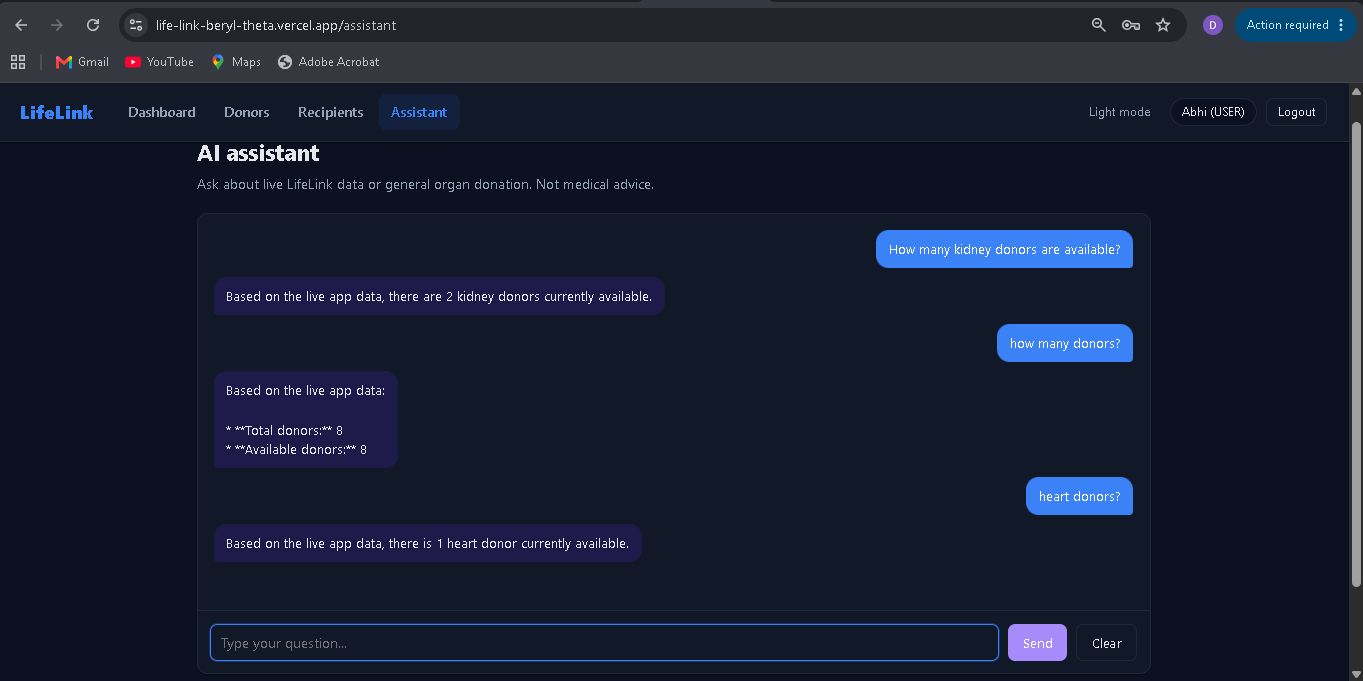 life-link-beryl-theta.vercel.app/assistant
D
Action required
Gmail
YouTube
Maps
Adobe Acrobat
LifeLink
Dashboard
Donors
Recipients
Assistant
Light mode
Abhi (USER)
Logout
AI assistant
Ask about live LifeLink data or general organ donation. Not medical advice.
How many kidney donors are available?
Based on the live app data, there are 2 kidney donors currently available.
how many donors?
Based on the live app data:
* **Total donors:** 8
* **Available donors:** 8
heart donors?
Based on the live app data, there is 1 heart donor currently available.
Type your question...
Send
Clear